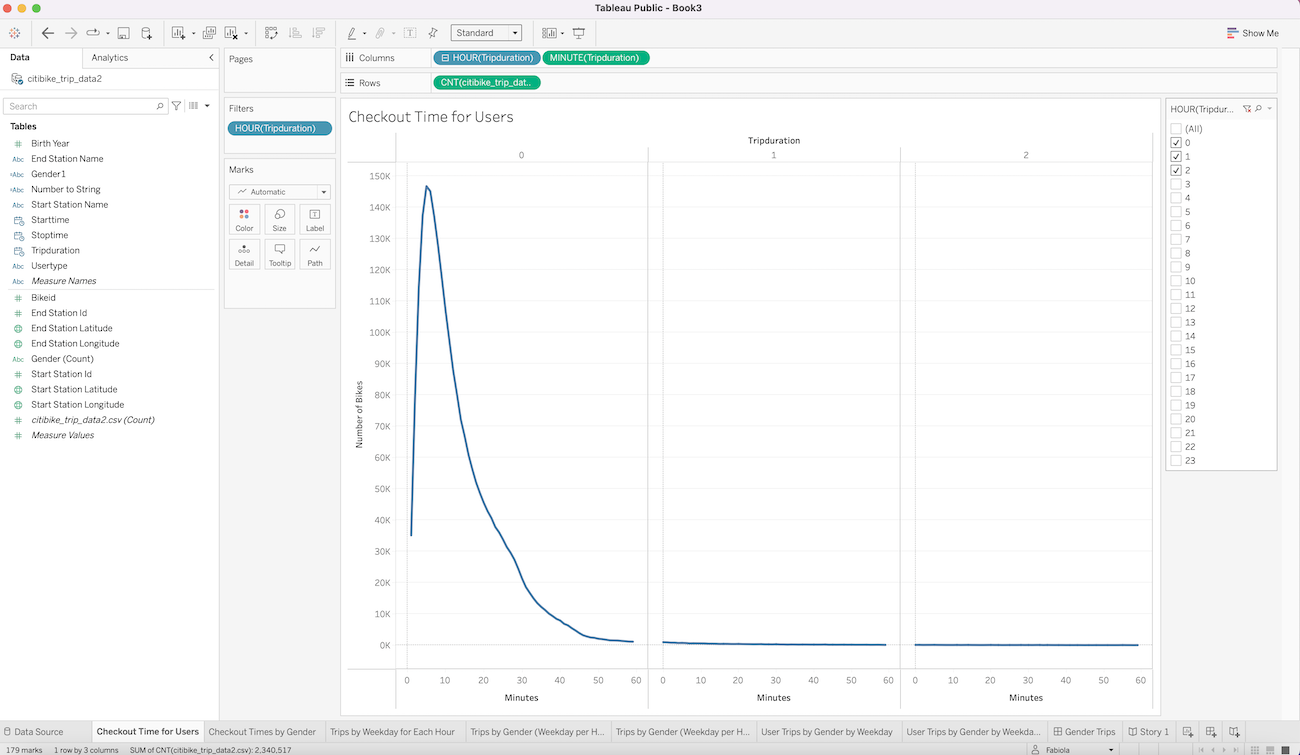 Tableau Public - Book3
Standard
Show Me
Data
Analytics
citibike_trip_data2
Search
Tables
# Birth Year
Abc End Station Name
=Abc Gender1
=Abc Number to String
Abc Start Station Name
Starttime
Stoptime
Tripduration
Abc Usertype
Abc Measure Names
# Bikeid
# End Station Id
End Station Latitude
End Station Longitude
Abc Gender (Count)
# Start Station Id
Start Station Latitude
Start Station Longitude
# citibike_trip_data2.csv (Count)
# Measure Values
Pages
Filters
HOUR(Tripduration)
Marks
Automatic
Color Size Label
Detail Tooltip Path
Columns
HOUR(Tripduration) MINUTE(Tripduration)
Rows
CNT(citibike_trip_dat..
Checkout Time for Users
Tripduration
0 1 2
150K
140K
130K
120K
110K
100K
90K
80K
70K
60K
50K
40K
30K
20K
10K
0K
Number of Bikes
0 10 20 30 40 50 60 0 10 20 30 40 50 60 0 10 20 30 40 50 60
Minutes Minutes Minutes
HOUR(Tripdur...
(All)
0
1
2
3
4
5
6
7
8
9
10
11
12
13
14
15
16
17
18
19
20
21
22
23
Data Source Checkout Time for Users Checkout Times by Gender Trips by Weekday for Each Hour Trips by Gender (Weekday per H... Trips by Gender (Weekday per H... User Trips by Gender by Weekday User Trips by Gender by Weekda... Gender Trips Story 1
179 marks 1 row by 3 columns SUM of CNT(citibike_trip_data2.csv): 2,340,517 Fabiola